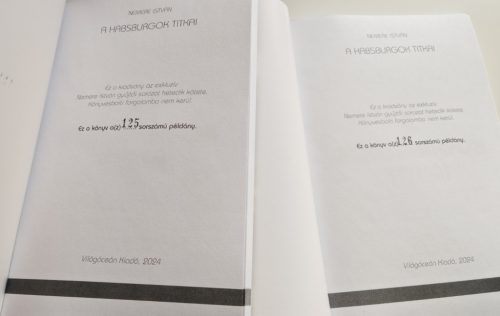 NEMERE ISTVÁN
A HABSBURGOK TITKAI
Ez a kiadvány az exkluzív
Nemere István gyűjtői sorozat hetedik kötete.
Könyvesbolti forgalomba nem kerül.
Ez a könyv a(z) 125 sorszámú példány.
Világóceán Kiadó, 2024
NEMERE ISTVÁN
A HABSBURGOK TITKAI
Ez a kiadvány az exkluzív
Nemere István gyűjtői sorozat hetedik kötete.
Könyvesbolti forgalomba nem kerül.
Ez a könyv a(z) 126 sorszámú példány.
Világóceán Kiadó, 2024